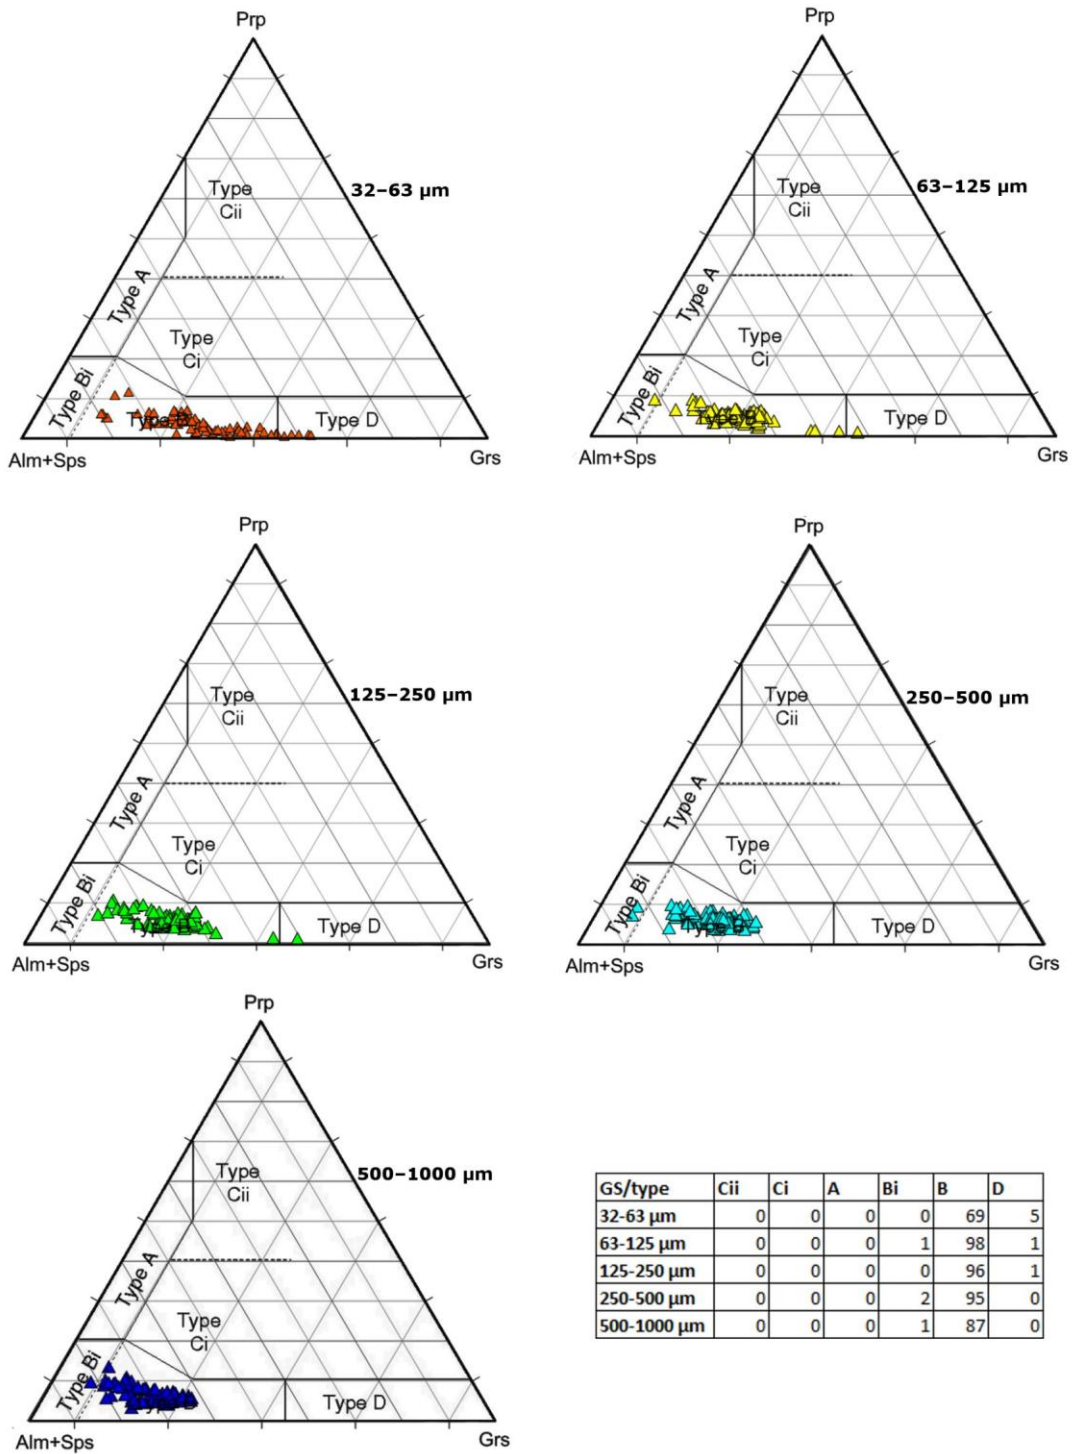 Prp
Type
Cii
32–63 µm
Type A
Type
Ci
Type Bi
Type B
Type D
Alm+Sps
Grs
Prp
Type
Cii
63–125 µm
Type A
Type
Ci
Type Bi
Type B
Type D
Alm+Sps
Grs
Prp
Type
Cii
125–250 µm
Type A
Type
Ci
Type Bi
Type B
Type D
Alm+Sps
Grs
Prp
Type
Cii
250–500 µm
Type A
Type
Ci
Type Bi
Type B
Type D
Alm+Sps
Grs
Prp
Type
Cii
500–1000 µm
Type A
Type
Ci
Type Bi
Type B
Type D
Alm+Sps
Grs
GS/type Cii Ci A Bi B D
32-63 µm 0 0 0 0 69 5
63-125 µm 0 0 0 1 98 1
125-250 µm 0 0 0 0 96 1
250-500 µm 0 0 0 2 95 0
500-1000 µm 0 0 0 1 87 0